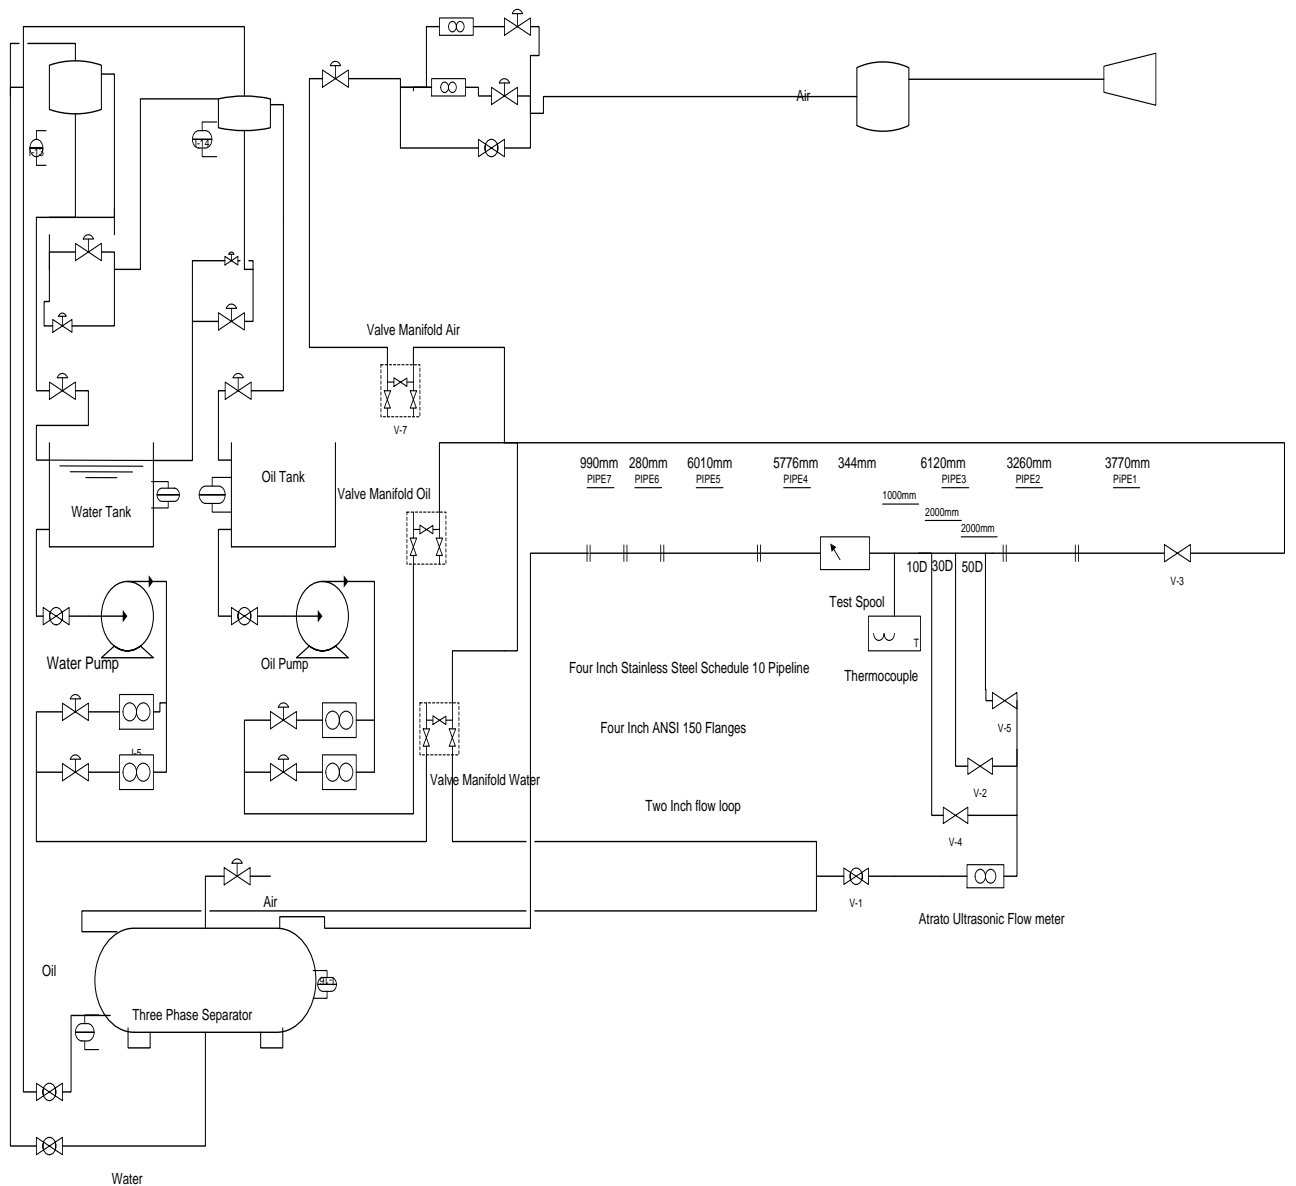 Air
I-13
I-14
Valve Manifold Air
V-7
990mm
PIPE7
280mm
PIPE6
6010mm
PIPE5
5776mm
PIPE4
344mm
6120mm
PIPE3
3260mm
PIPE2
3770mm
PiPE1
1000mm
2000mm
2000mm
Oil Tank
Valve Manifold Oil
Water Tank
10D
30D
50D
V-3
Test Spool
T
Thermocouple
Water Pump
Oil Pump
Four Inch Stainless Steel Schedule 10 Pipeline
Four Inch ANSI 150 Flanges
V-5
I-5
Valve Manifold Water
V-2
Two Inch flow loop
V-4
V-1
Air
Atrato Ultrasonic Flow meter
Oil
Three Phase Separator
Water